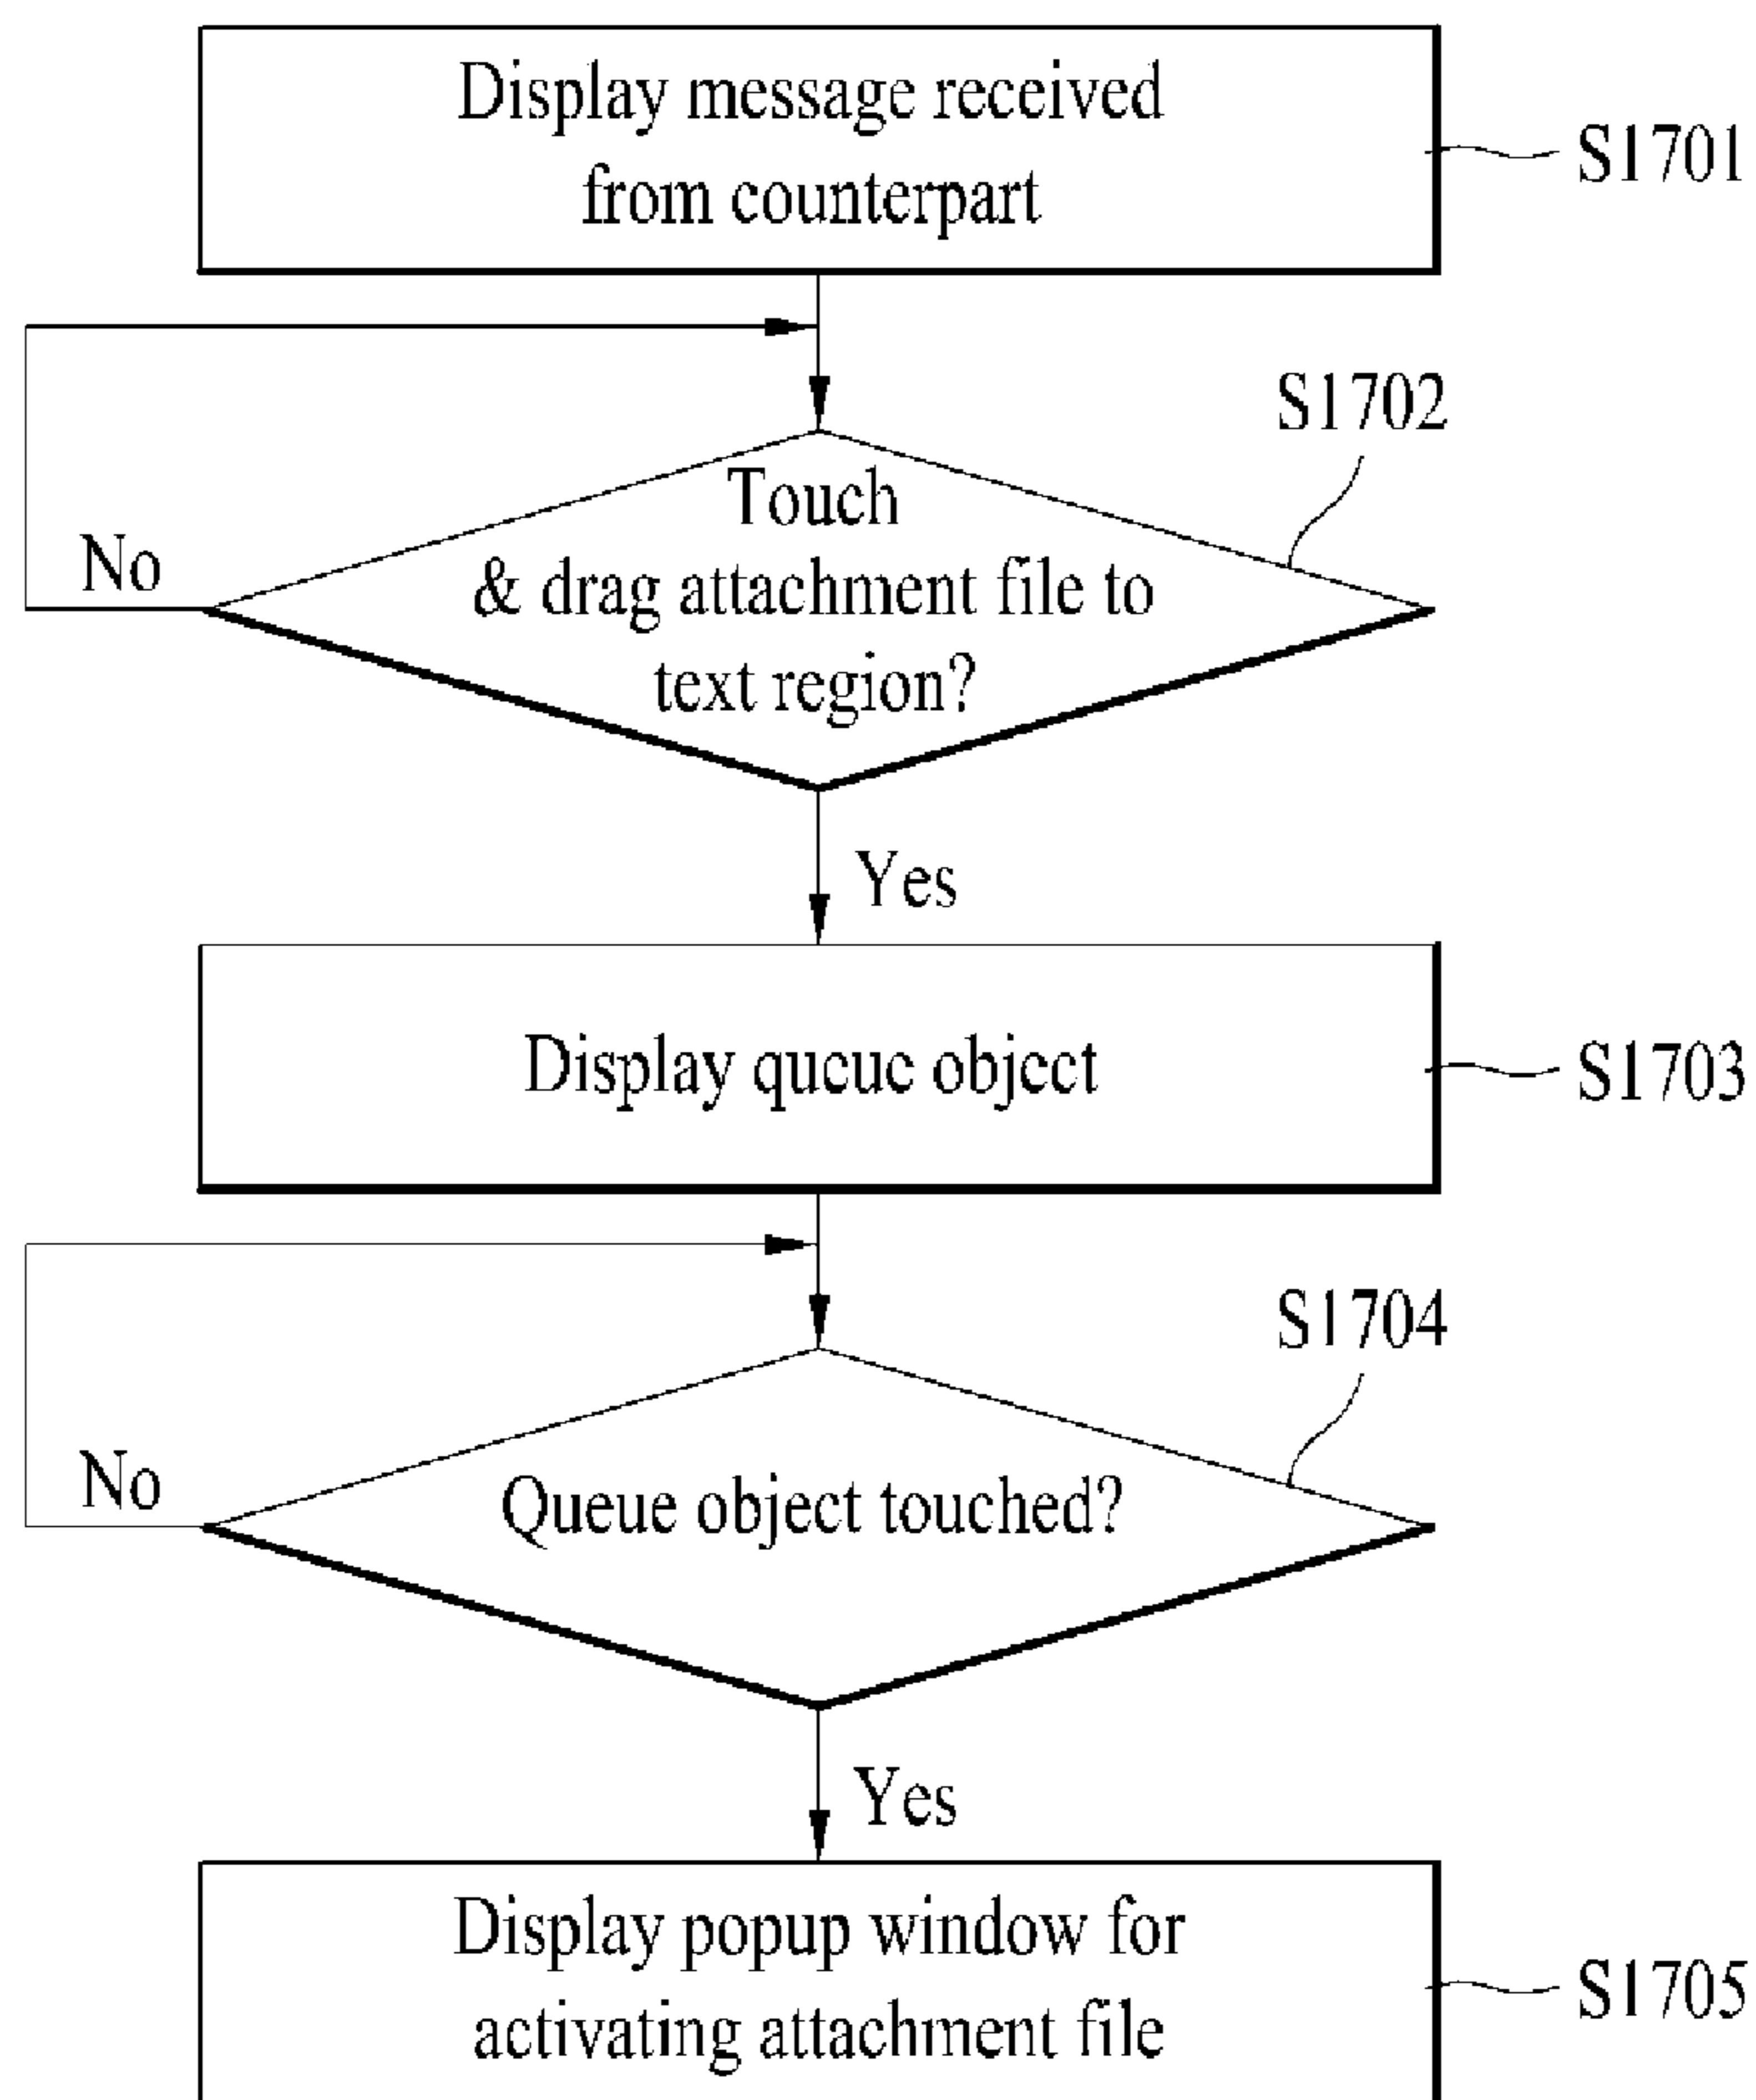 Display message received
from counterpart
S1701
S1702
Touch
& drag attachment file to
text region?
No
Yes
Display queue object
S1703
S1704
Queue object touched?
No
Yes
Display popup window for
activating attachment file
S1705